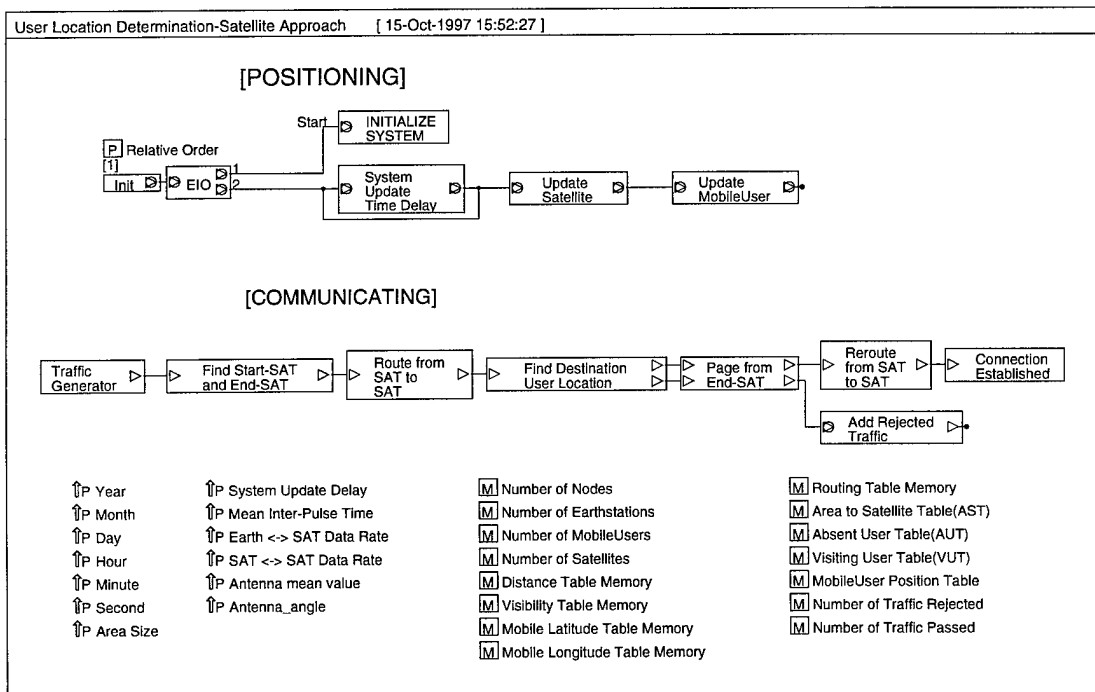 User Location Determination-Satellite Approach [ 15-Oct-1997 15:52:27 ]
[POSITIONING]
Start
INITIALIZE
SYSTEM
P Relative Order
[1]
Init
EIO
1
2
System
Update
Time Delay
Update
Satellite
Update
MobileUser
[COMMUNICATING]
Traffic
Generator
Find Start-SAT
and End-SAT
Route from
SAT to
SAT
Find Destination
User Location
Page from
End-SAT
Reroute
from SAT
to SAT
Connection
Established
Add Rejected
Traffic
⇑P Year
⇑P Month
⇑P Day
⇑P Hour
⇑P Minute
⇑P Second
⇑P Area Size
⇑P System Update Delay
⇑P Mean Inter-Pulse Time
⇑P Earth <-> SAT Data Rate
⇑P SAT <-> SAT Data Rate
⇑P Antenna mean value
⇑P Antenna_angle
M Number of Nodes
M Number of Earthstations
M Number of MobileUsers
M Number of Satellites
M Distance Table Memory
M Visibility Table Memory
M Mobile Latitude Table Memory
M Mobile Longitude Table Memory
M Routing Table Memory
M Area to Satellite Table(AST)
M Absent User Table(AUT)
M Visiting User Table(VUT)
M MobileUser Position Table
M Number of Traffic Rejected
M Number of Traffic Passed